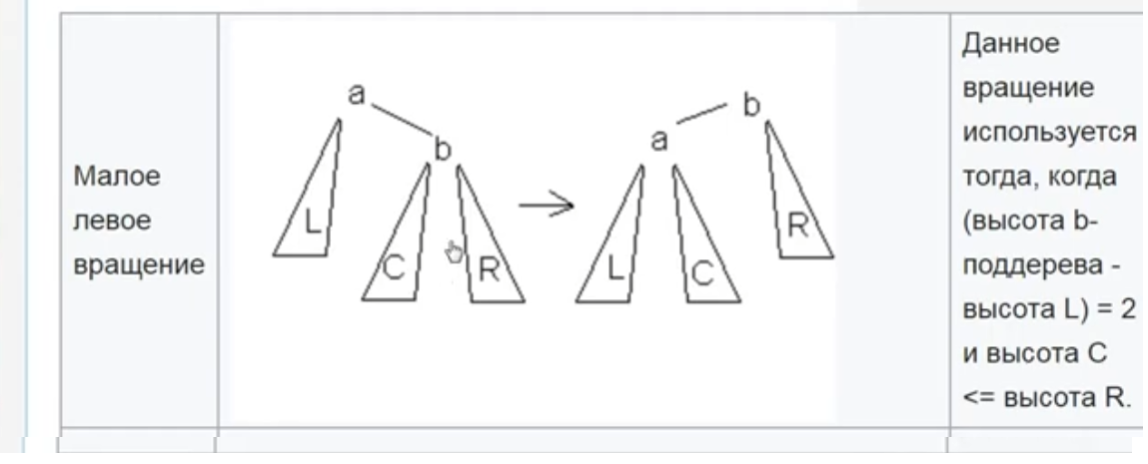 Малое
левое
вращение
a
b
L
C
R
b
a
L
C
R
Данное
вращение
используется
тогда, когда
(высота b-
поддерева -
высота L) = 2
и высота C
<= высота R.